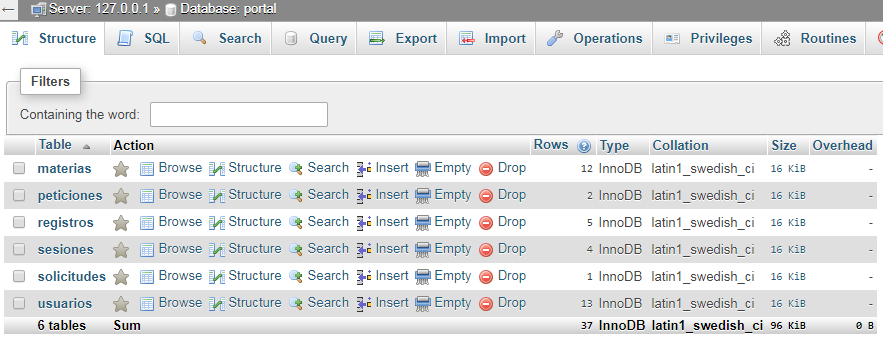 Server: 127.0.0.1 » Database: portal
Structure SQL Search Query Export Import Operations Privileges Routines
Filters
Containing the word:
Table Action Rows Type Collation Size Overhead
materias Browse Structure Search Insert Empty Drop 12 InnoDB latin1_swedish_ci 16 KiB -
peticiones Browse Structure Search Insert Empty Drop 2 InnoDB latin1_swedish_ci 16 KiB -
registros Browse Structure Search Insert Empty Drop 5 InnoDB latin1_swedish_ci 16 KiB -
sesiones Browse Structure Search Insert Empty Drop 4 InnoDB latin1_swedish_ci 16 KiB -
solicitudes Browse Structure Search Insert Empty Drop 1 InnoDB latin1_swedish_ci 16 KiB -
usuarios Browse Structure Search Insert Empty Drop 13 InnoDB latin1_swedish_ci 16 KiB -
6 tables Sum 37 InnoDB latin1_swedish_ci 96 KiB 0 B